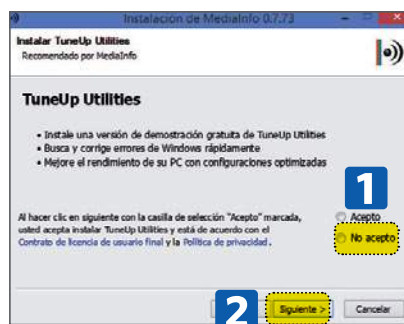 Instalación de MediaInfo 0.7.73
Instalar TuneUp Utilities
Recomendado por MediaInfo
TuneUp Utilities
• Instale una versión de demostración gratuita de TuneUp Utilities
• Busca y corrige errores de Windows rápidamente
• Mejore el rendimiento de su PC con configuraciones optimizadas
1
Al hacer clic en siguiente con la casilla de selección "Acepto" marcada,
usted acepta instalar TuneUp Utilities y está de acuerdo con el
Contrato de licencia de usuario final y la Política de privacidad.
Acepto
No acepto
2
Siguiente >
Cancelar